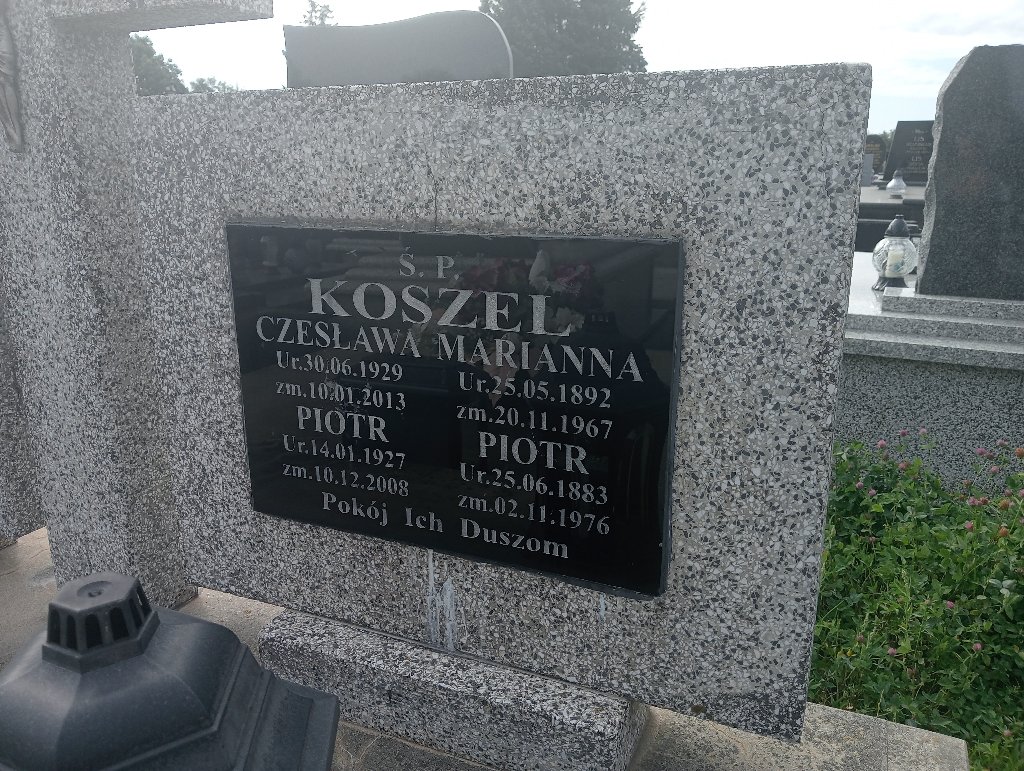 Ś. P.
KOSZEL
CZESŁAWA MARIANNA
Ur.30.06.1929 Ur.25.05.1892
zm.10.01.2013 zm.20.11.1967
PIOTR PIOTR
Ur.14.01.1927 Ur.25.06.1883
zm.10.12.2008 zm.02.11.1976
Pokój Ich Duszom